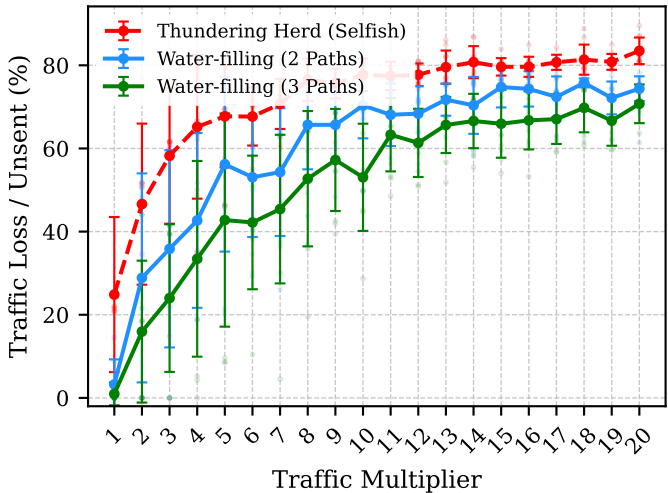 Thundering Herd (Selfish)
Water-filling (2 Paths)
Water-filling (3 Paths)
Traffic Loss / Unsent (%)
80
60
40
20
0
1 2 3 4 5 6 7 8 9 10 11 12 13 14 15 16 17 18 19 20
Traffic Multiplier